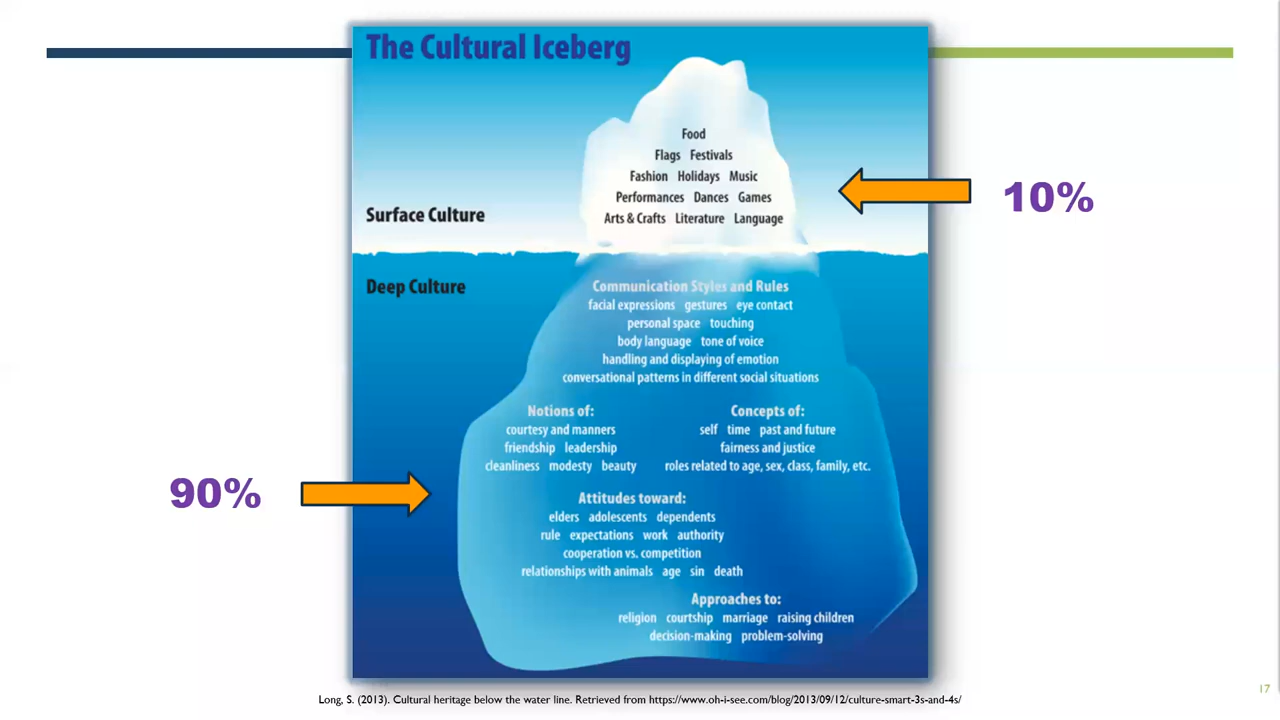 The Cultural Iceberg
Food
Flags Festivals
Fashion Holidays Music
Performances Dances Games
Arts & Crafts Literature Language
Surface Culture
10%
Deep Culture
Communication Styles and Rules
facial expressions gestures eye contact
personal space touching
body language tone of voice
handling and displaying of emotion
conversational patterns in different social situations
Notions of:
courtesy and manners
friendship leadership
cleanliness modesty beauty
Concepts of:
self time past and future
fairness and justice
roles related to age, sex, class, family, etc.
90%
Attitudes toward:
elders adolescents dependents
rule expectations work authority
cooperation vs. competition
relationships with animals age sin death
Approaches to:
religion courtship marriage raising children
decision-making problem-solving
Long, S. (2013). Cultural heritage below the water line. Retrieved from https://www.oh-i-see.com/blog/2013/09/12/culture-smart-3s-and-4s/
17